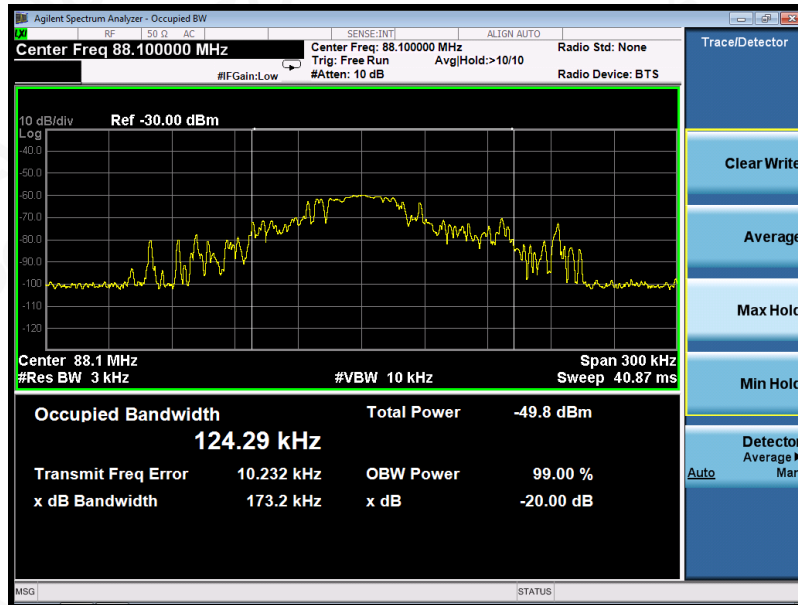 Agilent Spectrum Analyzer - Occupied BW
LXI RF 50 Ω AC SENSE:INT ALIGN AUTO
Center Freq 88.100000 MHz
Center Freq: 88.100000 MHz Radio Std: None
Trig: Free Run Avg|Hold:>10/10
#IFGain:Low #Atten: 10 dB Radio Device: BTS
10 dB/div Ref -30.00 dBm
Log
-40.0
-50.0
-60.0
-70.0
-80.0
-90.0
-100
-110
-120
Center 88.1 MHz Span 300 kHz
#Res BW 3 kHz #VBW 10 kHz Sweep 40.87 ms
Occupied Bandwidth Total Power -49.8 dBm
124.29 kHz
Transmit Freq Error 10.232 kHz OBW Power 99.00 %
x dB Bandwidth 173.2 kHz x dB -20.00 dB
MSG STATUS
Trace/Detector
Clear Write
Average
Max Hold
Min Hold
Detector
Average
Auto Man